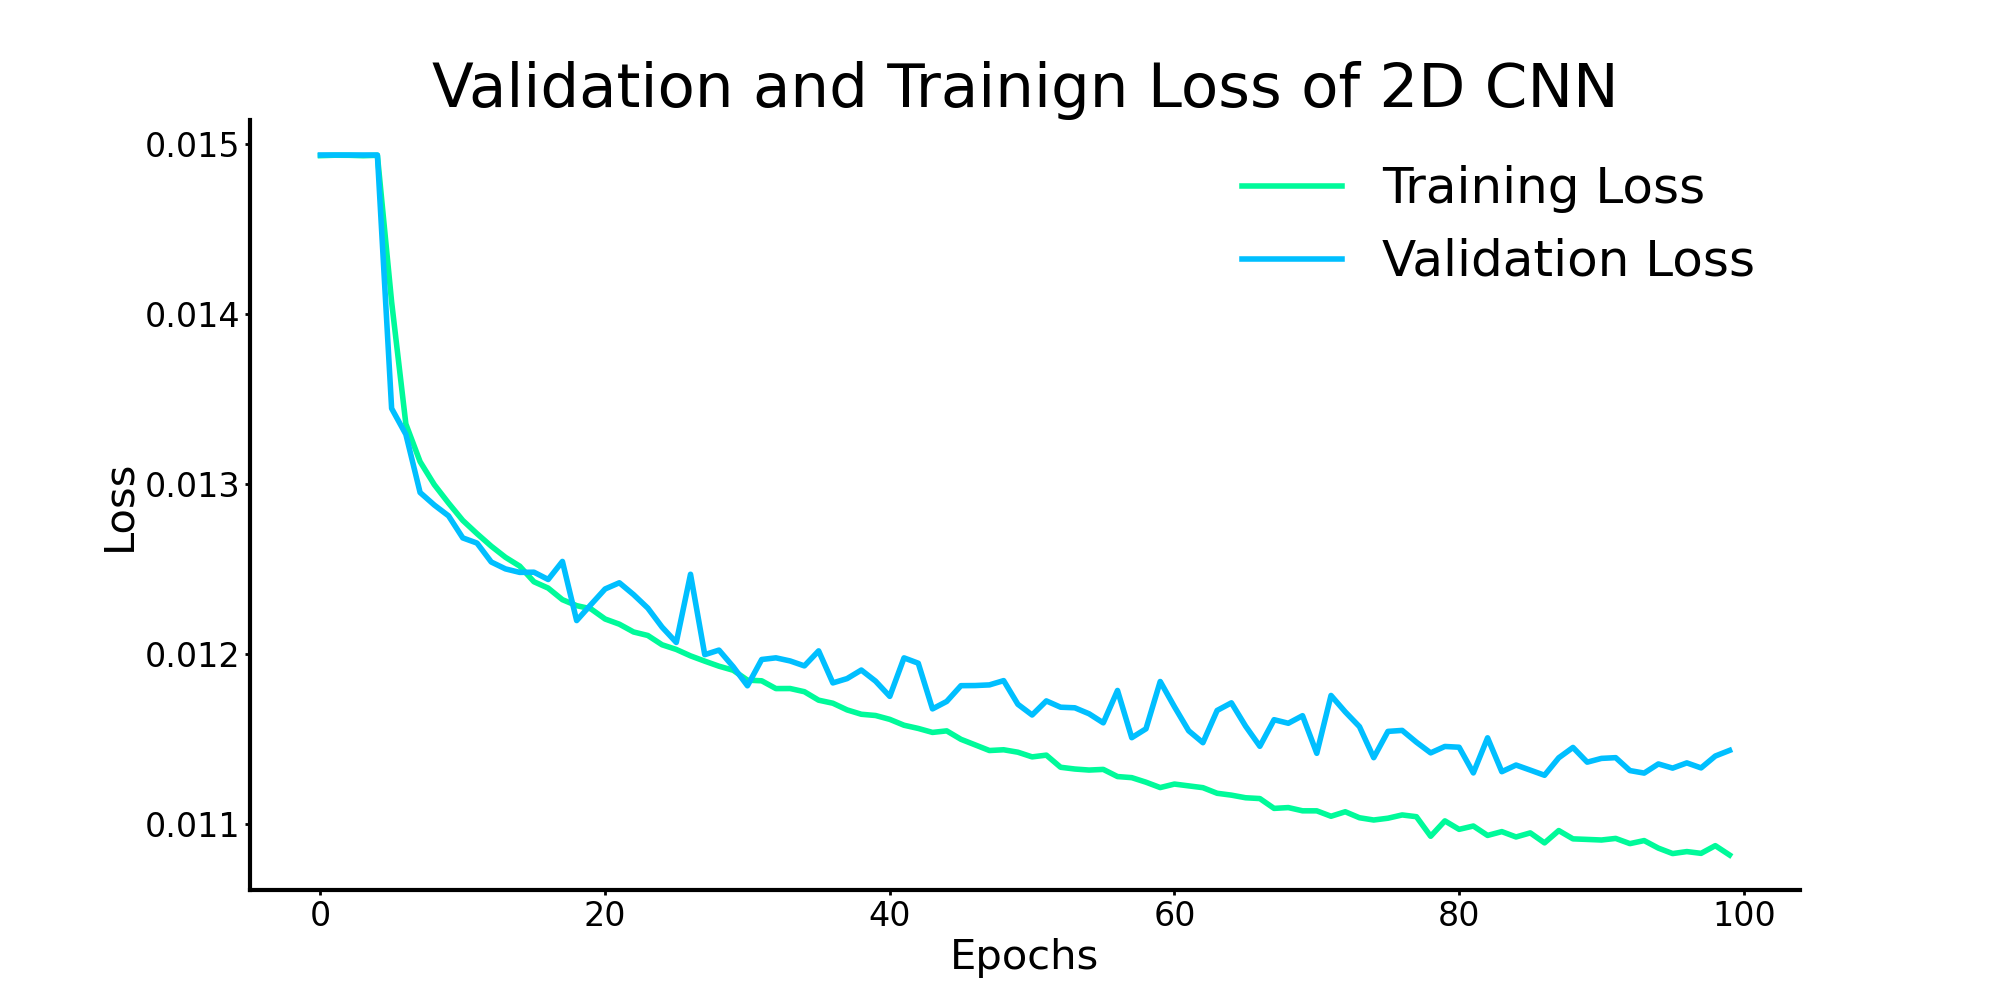 Validation and Trainign Loss of 2D CNN
Training Loss
Validation Loss
Loss
0.015
0.014
0.013
0.012
0.011
0 20 40 60 80 100
Epochs